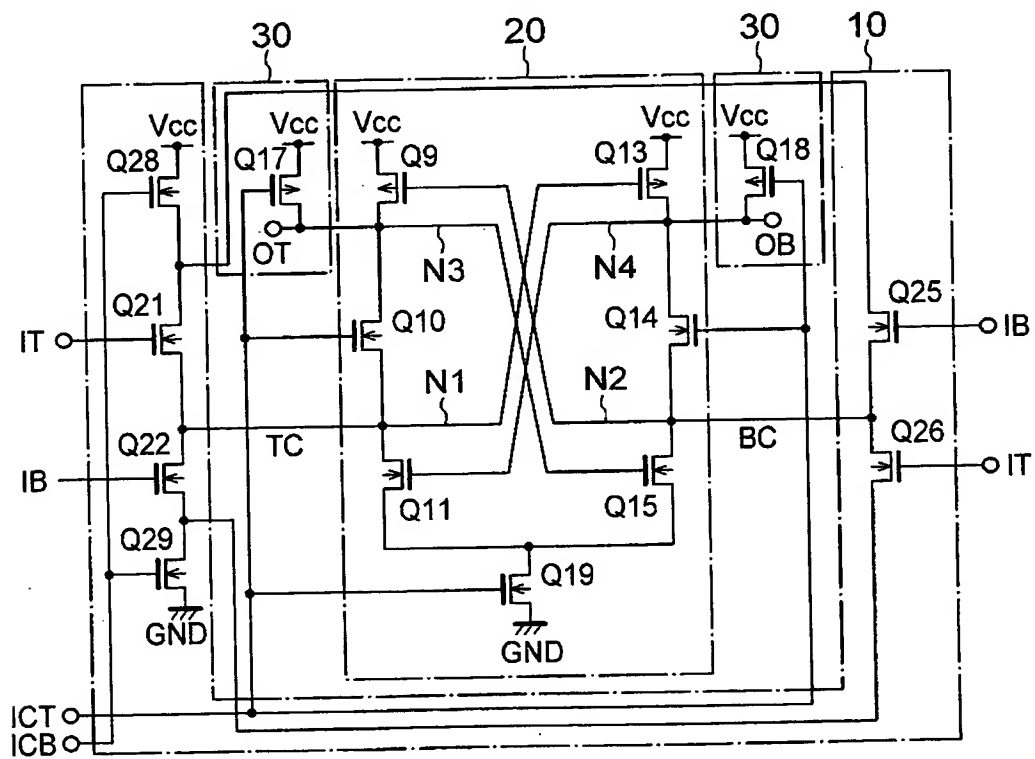 30 20 30 10
Vcc Vcc Vcc Vcc Vcc
Q28 Q17 Q9 Q13 Q18
OT N3 N4 OB
Q21 Q10 Q14 Q25
IT IB
N1 N2
Q22 TC BC Q26
IB IT
Q11 Q15
Q29 Q19
GND GND
ICT
ICB